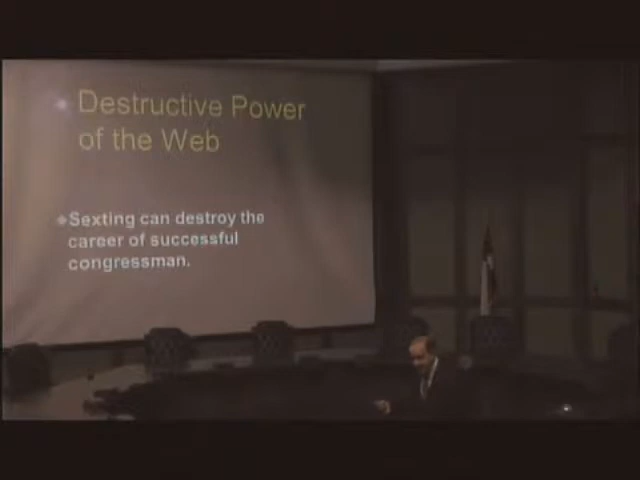 Destructive Power
of the Web
Sexting can destroy the
career of successful
congressman.